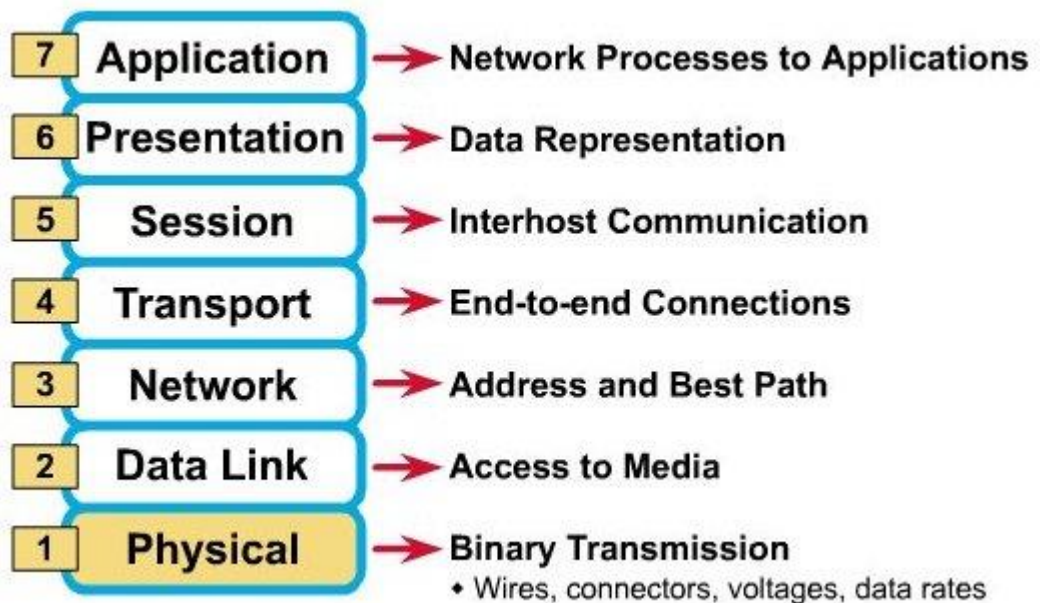 7 Application Network Processes to Applications
6 Presentation Data Representation
5 Session Interhost Communication
4 Transport End-to-end Connections
3 Network Address and Best Path
2 Data Link Access to Media
1 Physical Binary Transmission
◆ Wires, connectors, voltages, data rates